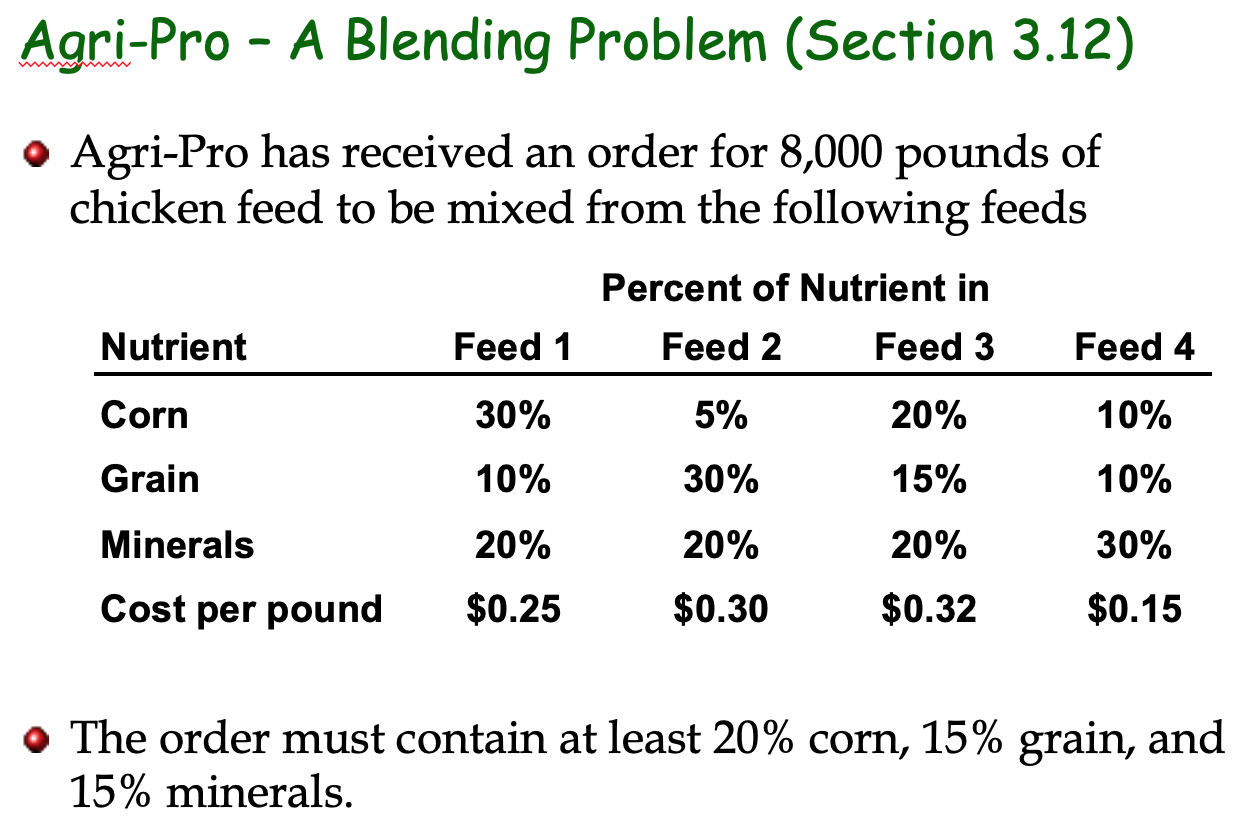 Agri-Pro – A Blending Problem (Section 3.12)
Agri-Pro has received an order for 8,000 pounds of
chicken feed to be mixed from the following feeds
Percent of Nutrient in
Nutrient Feed 1 Feed 2 Feed 3 Feed 4
Corn 30% 5% 20% 10%
Grain 10% 30% 15% 10%
Minerals 20% 20% 20% 30%
Cost per pound $0.25 $0.30 $0.32 $0.15
The order must contain at least 20% corn, 15% grain, and
15% minerals.